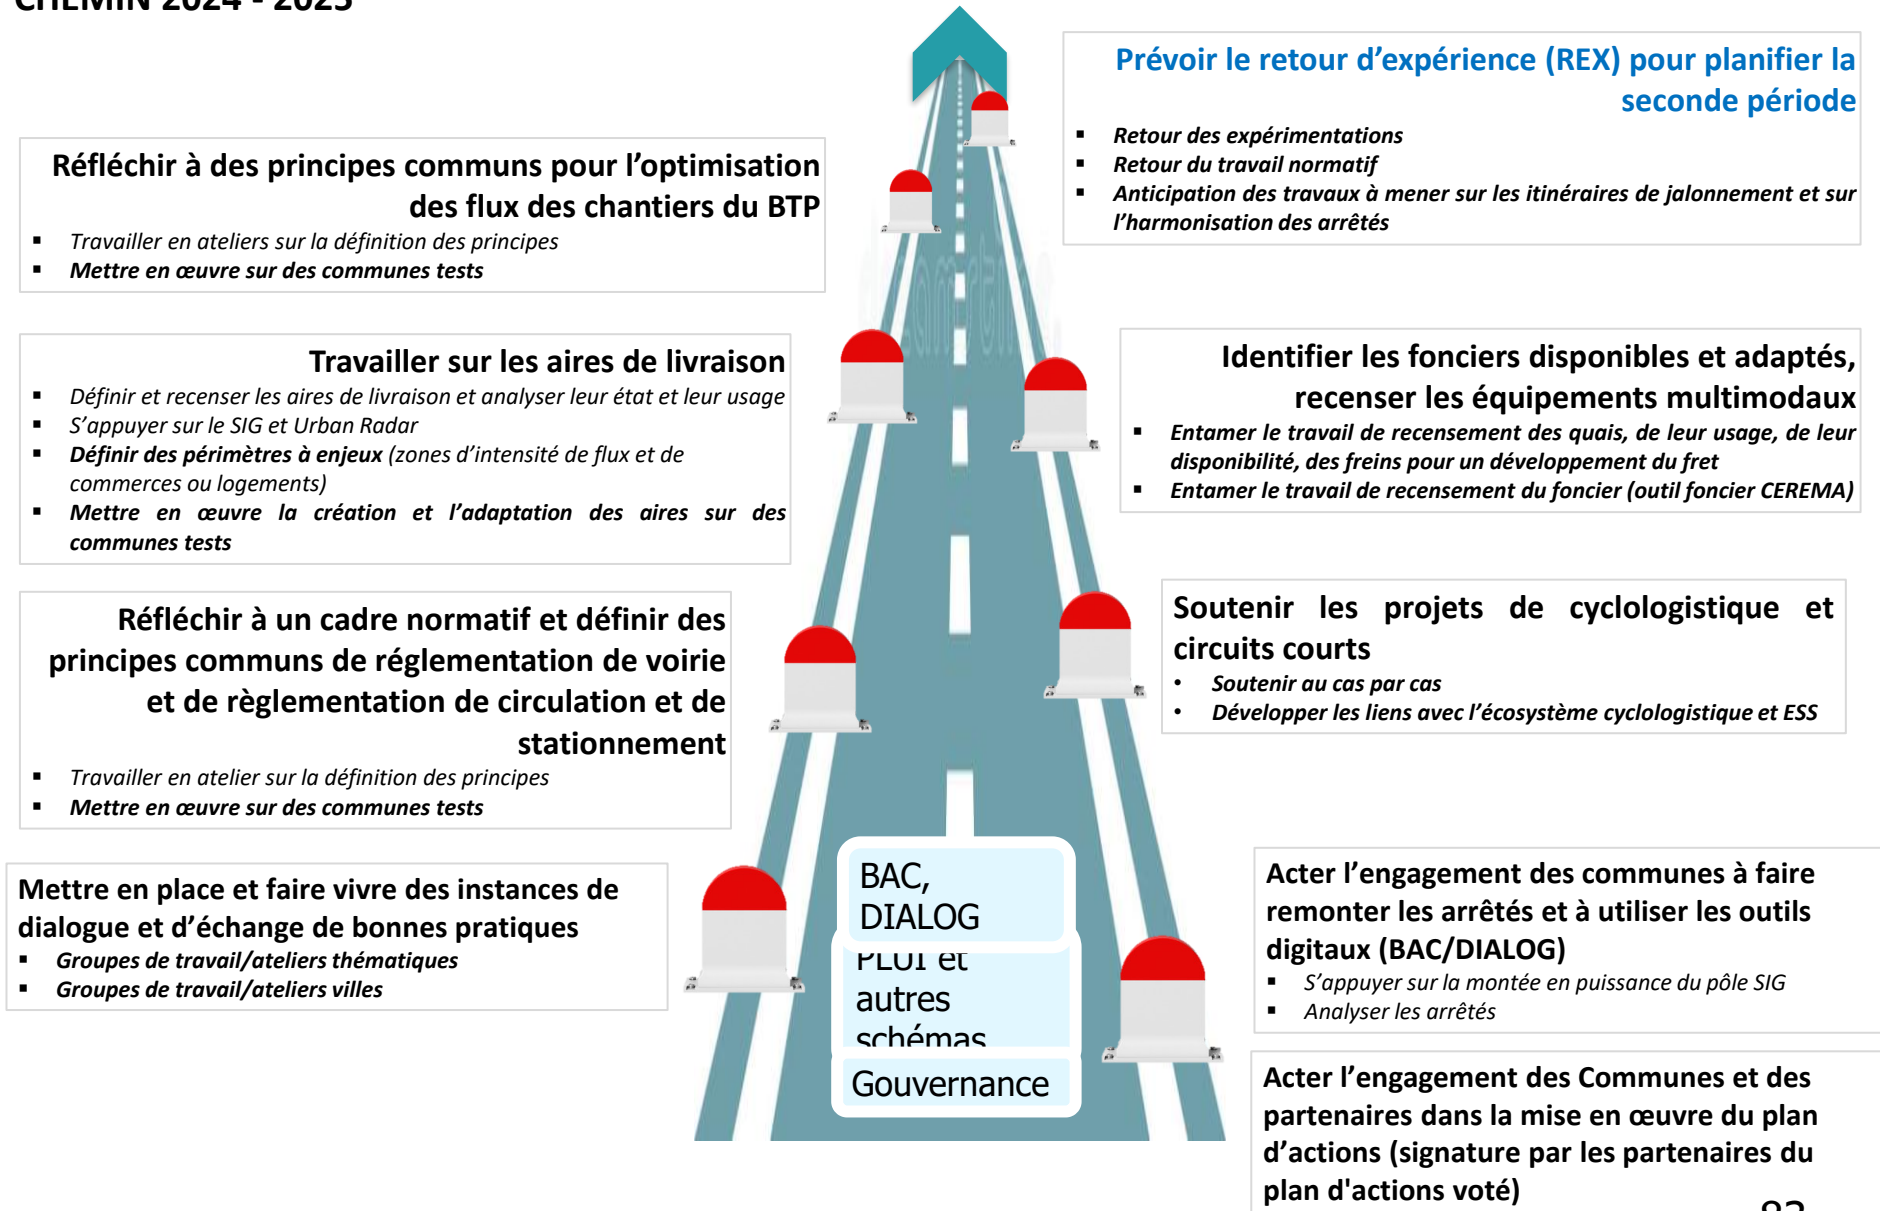 CHEMIN 2024 - 2025
Prévoir le retour d’expérience (REX) pour planifier la
seconde période
▪ Retour des expérimentations
▪ Retour du travail normatif
▪ Anticipation des travaux à mener sur les itinéraires de jalonnement et sur
l’harmonisation des arrêtés
Réfléchir à des principes communs pour l’optimisation
des flux des chantiers du BTP
▪ Travailler en ateliers sur la définition des principes
▪ Mettre en œuvre sur des communes tests
Travailler sur les aires de livraison
▪ Définir et recenser les aires de livraison et analyser leur état et leur usage
▪ S’appuyer sur le SIG et Urban Radar
▪ Définir des périmètres à enjeux (zones d’intensité de flux et de
commerces ou logements)
▪ Mettre en œuvre la création et l’adaptation des aires sur des
communes tests
Identifier les fonciers disponibles et adaptés,
recenser les équipements multimodaux
▪ Entamer le travail de recensement des quais, de leur usage, de leur
disponibilité, des freins pour un développement du fret
▪ Entamer le travail de recensement du foncier (outil foncier CEREMA)
Réfléchir à un cadre normatif et définir des
principes communs de réglementation de voirie
et de règlementation de circulation et de
stationnement
▪ Travailler en atelier sur la définition des principes
▪ Mettre en œuvre sur des communes tests
Soutenir les projets de cyclologistique et
circuits courts
• Soutenir au cas par cas
• Développer les liens avec l’écosystème cyclologistique et ESS
Mettre en place et faire vivre des instances de
dialogue et d’échange de bonnes pratiques
▪ Groupes de travail/ateliers thématiques
▪ Groupes de travail/ateliers villes
BAC,
DIALOG
PLUI et
autres
schémas
Gouvernance
Acter l’engagement des communes à faire
remonter les arrêtés et à utiliser les outils
digitaux (BAC/DIALOG)
▪ S’appuyer sur la montée en puissance du pôle SIG
▪ Analyser les arrêtés
Acter l’engagement des Communes et des
partenaires dans la mise en œuvre du plan
d’actions (signature par les partenaires du
plan d'actions voté)